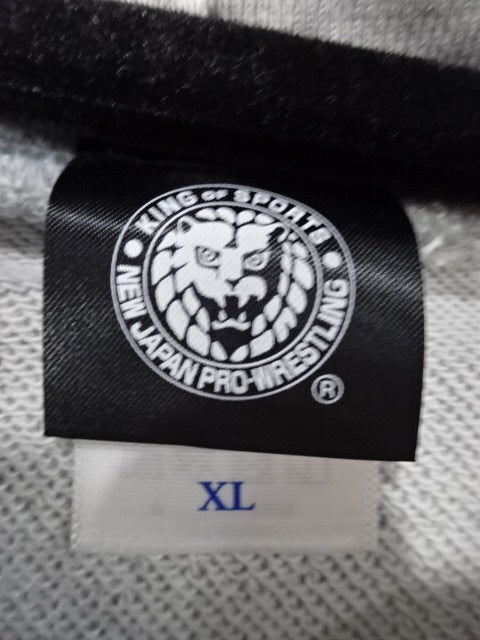 KING OF SPORTS
NEW JAPAN PRO-WRESTLING
®
XL